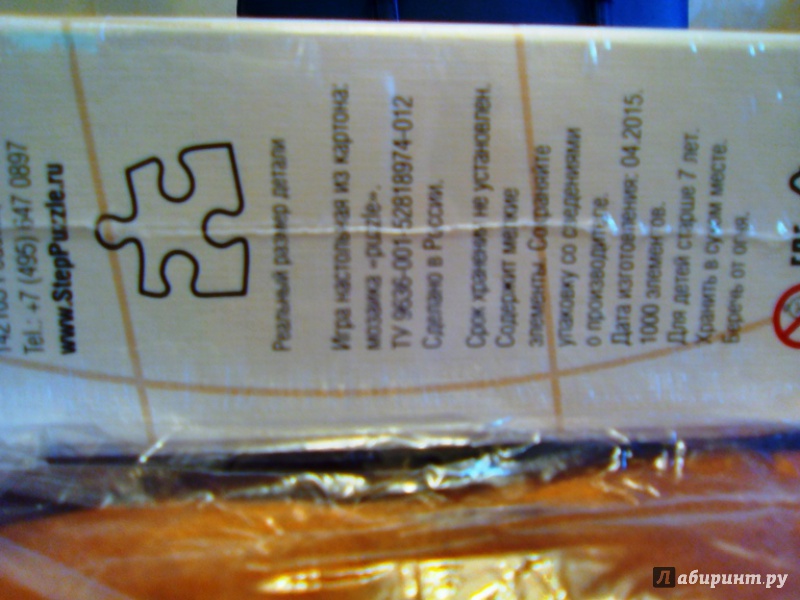 Tel.: +7 (495) 647 0897
www.StepPuzzle.ru
Реальный размер детали
Игра настольная из картона:
мозаика «puzzle».
ТУ 9636-001-52818974-012
Сделано в России.
Срок хранения не установлен.
Содержит мелкие
элементы. Сохраните
упаковку со сведениями
о производителе.
Дата изготовления: 04.2015.
1000 элементов.
Для детей старше 7 лет.
Хранить в сухом месте.
Беречь от огня.
Лабиринт.ру